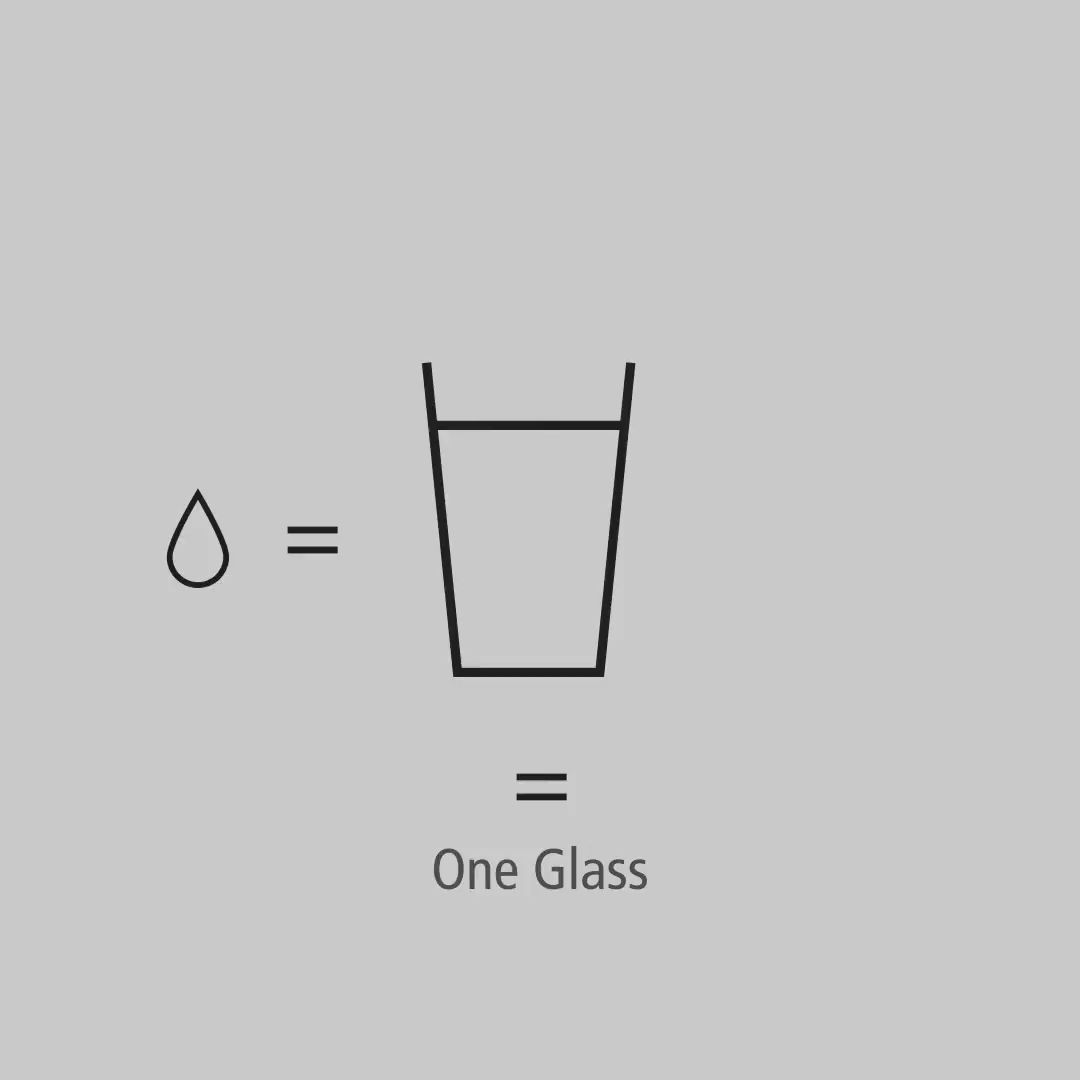 =
=
One Glass